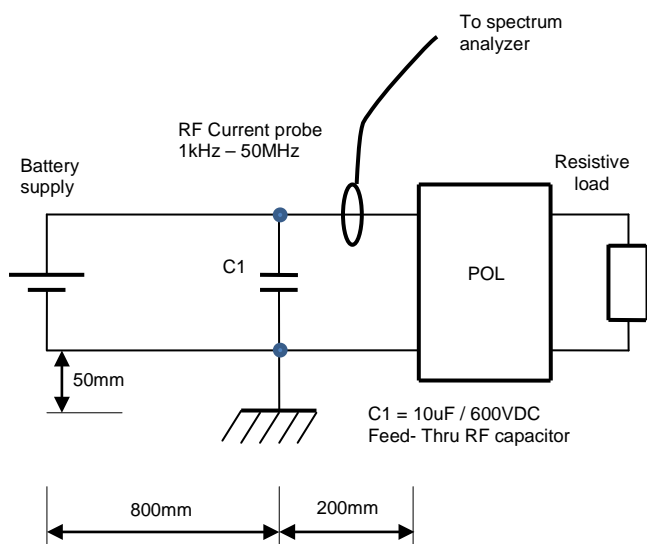 To spectrum
analyzer
RF Current probe
1kHz – 50MHz
Battery
supply
Resistive
load
C1
POL
50mm
C1 = 10uF / 600VDC
Feed- Thru RF capacitor
800mm
200mm